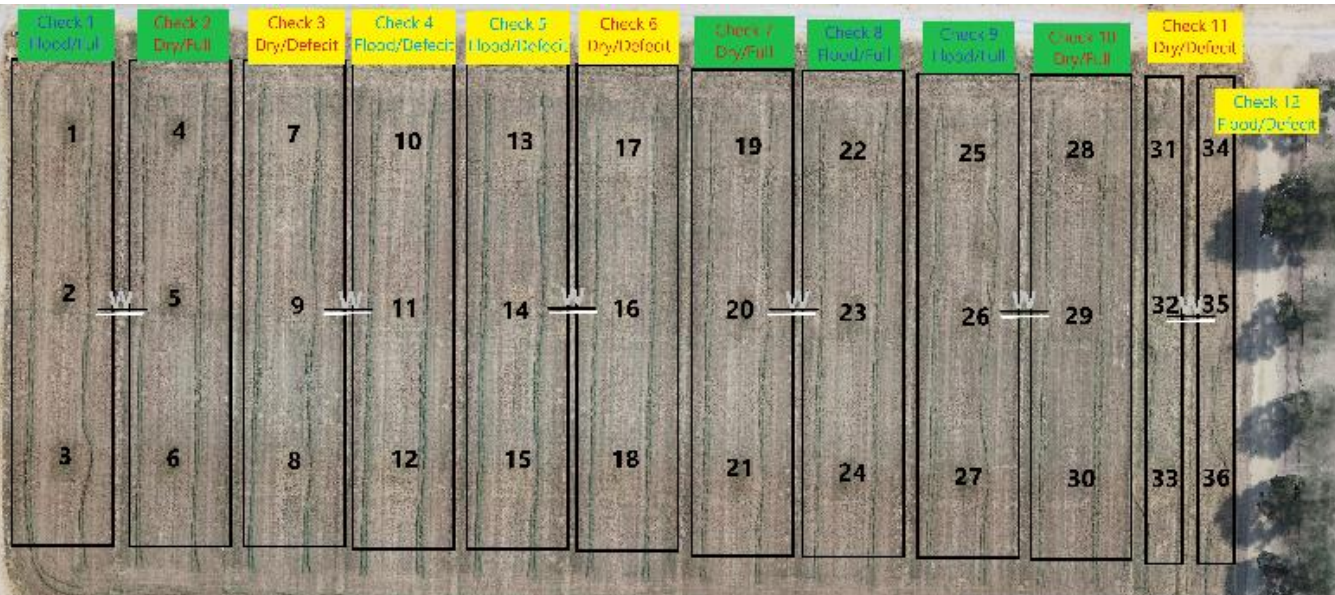 Check 1
Flood/Full
Check 2
Dry/Full
Check 3
Dry/Defecit
Check 4
Flood/Defecit
Check 5
Flood/Defecit
Check 6
Dry/Defecit
Check 7
Dry/Full
Check 8
Flood/Full
Check 9
Flood/Full
Check 10
Dry/Full
Check 11
Dry/Defecit
Check 12
Flood/Defecit
1 4 7 10 13 17 19 22 25 28 31 34
2 W 5 9 W 11 14 W 16 20 W 23 26 W 29 32 W 35
3 6 8 12 15 18 21 24 27 30 33 36